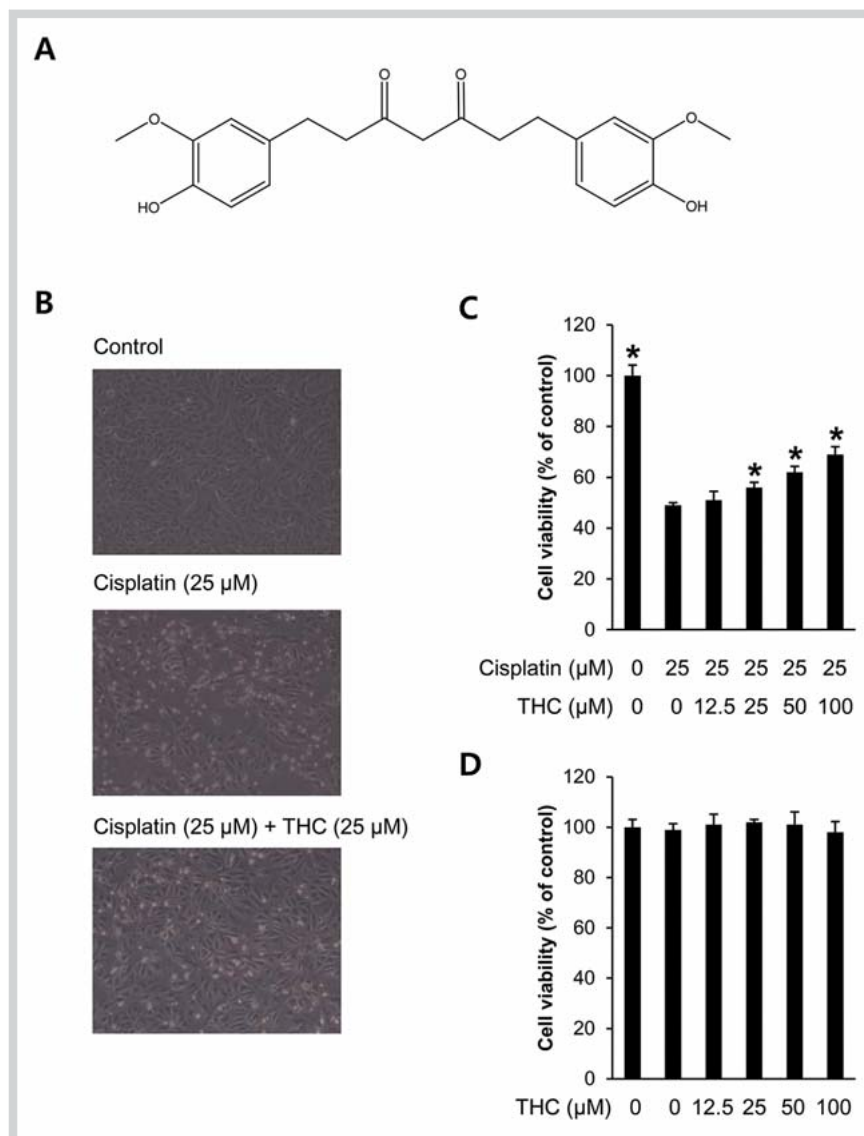 A
O O
O O
HO OH
B
Control
Cisplatin (25 µM)
Cisplatin (25 µM) + THC (25 µM)
C
Cell viability (% of control)
120
100
80
60
40
20
0
* * * *
Cisplatin (µM) 0 25 25 25 25 25
THC (µM) 0 0 12.5 25 50 100
D
Cell viability (% of control)
120
100
80
60
40
20
0
THC (µM) 0 0 12.5 25 50 100